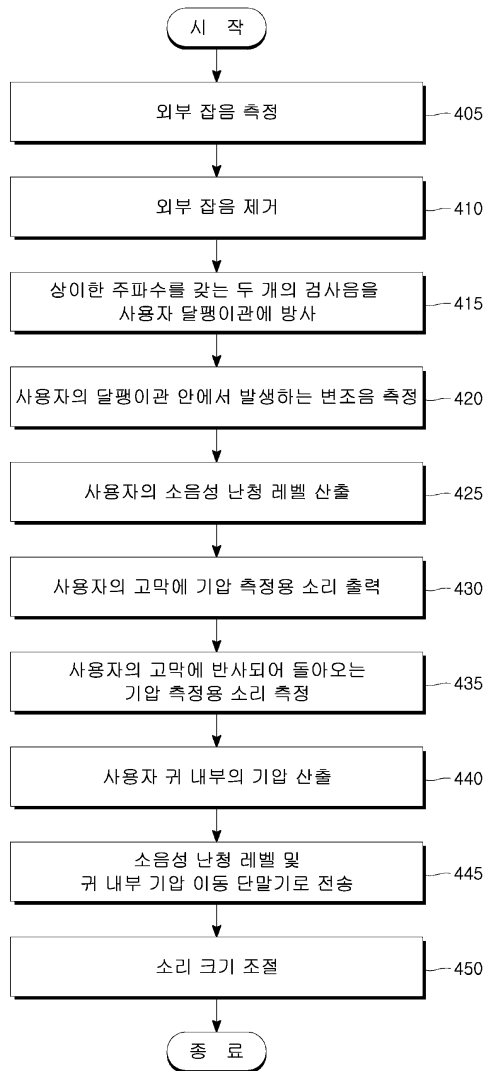 시 작
외부 잡음 측정
405
외부 잡음 제거
410
상이한 주파수를 갖는 두 개의 검사음을
사용자 달팽이관에 방사
415
사용자의 달팽이관 안에서 발생하는 변조음 측정
420
사용자의 소음성 난청 레벨 산출
425
사용자의 고막에 기압 측정용 소리 출력
430
사용자의 고막에 반사되어 돌아오는
기압 측정용 소리 측정
435
사용자 귀 내부의 기압 산출
440
소음성 난청 레벨 및
귀 내부 기압 이동 단말기로 전송
445
소리 크기 조절
450
종 료